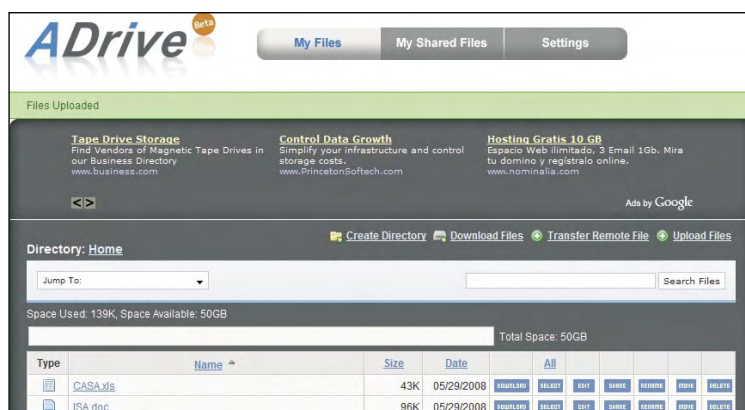 ADrive Beta
My Files My Shared Files Settings
Files Uploaded
Tape Drive Storage Control Data Growth Hosting Gratis 10 GB
Find Vendors of Magnetic Tape Drives in Simplify your infrastructure and control Espacio Web ilimitado, 3 Email 1Gb. Mira
our Business Directory storage costs. tu domino y regístralo online.
www.business.com www.PrincetonSoftech.com www.nominalia.com
Ads by Google
Create Directory Download Files Transfer Remote File Upload Files
Directory: Home
Jump To: Search Files
Space Used: 139K, Space Available: 50GB
Total Space: 50GB
Type Name Size Date All
CASA.xls 43K 05/29/2008 DOWNLOAD SELECT EDIT SHARE RENAME MOVE DELETE
ISA.doc 96K 05/29/2008 DOWNLOAD SELECT EDIT SHARE RENAME MOVE DELETE